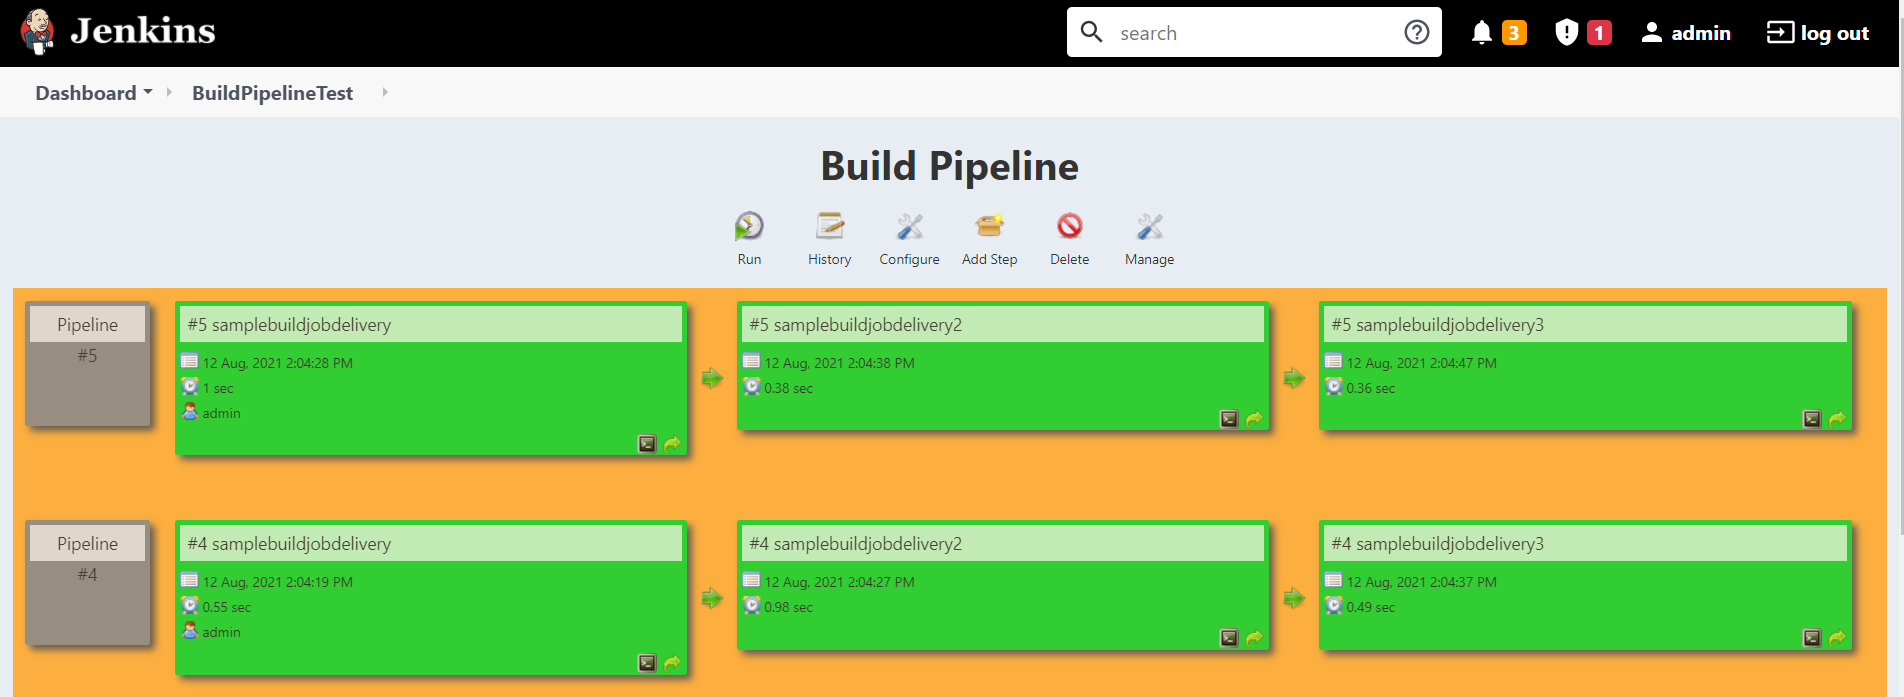 Jenkins
search
3
1
admin
log out
Dashboard
BuildPipelineTest
Build Pipeline
Run
History
Configure
Add Step
Delete
Manage
Pipeline
#5
#5 samplebuildjobdelivery
12 Aug, 2021 2:04:28 PM
1 sec
admin
#5 samplebuildjobdelivery2
12 Aug, 2021 2:04:38 PM
0.38 sec
#5 samplebuildjobdelivery3
12 Aug, 2021 2:04:47 PM
0.36 sec
Pipeline
#4
#4 samplebuildjobdelivery
12 Aug, 2021 2:04:19 PM
0.55 sec
admin
#4 samplebuildjobdelivery2
12 Aug, 2021 2:04:27 PM
0.98 sec
#4 samplebuildjobdelivery3
12 Aug, 2021 2:04:37 PM
0.49 sec